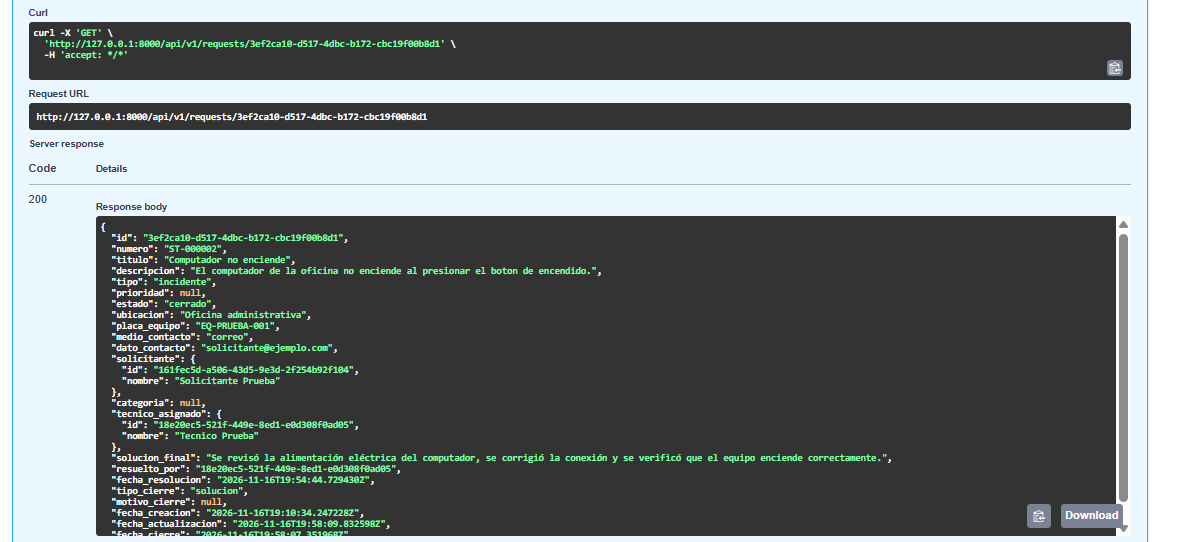 Curl
curl -X 'GET' \
'http://127.0.0.1:8000/api/v1/requests/3ef2ca10-d517-4dbc-b172-cbc19f00b8d1' \
-H 'accept: */*'
Request URL
http://127.0.0.1:8000/api/v1/requests/3ef2ca10-d517-4dbc-b172-cbc19f00b8d1
Server response
Code Details
200
Response body
{
"id": "3ef2ca10-d517-4dbc-b172-cbc19f00b8d1",
"numero": "ST-000002",
"titulo": "Computador no enciende",
"descripcion": "El computador de la oficina no enciende al presionar el boton de encendido.",
"tipo": "incidente",
"prioridad": null,
"estado": "cerrado",
"ubicacion": "Oficina administrativa",
"placa_equipo": "EQ-PRUEBA-001",
"medio_contacto": "correo",
"dato_contacto": "solicitante@ejemplo.com",
"solicitante": {
"id": "161fec5d-a506-43d5-9e3d-2f254b92f104",
"nombre": "Solicitante Prueba"
},
"categoria": null,
"tecnico_asignado": {
"id": "18e20ec5-521f-449e-8ed1-e0d308f0ad05",
"nombre": "Tecnico Prueba"
},
"solucion_final": "Se revisó la alimentación eléctrica del computador, se corrigió la conexión y se verificó que el equipo enciende correctamente.",
"resuelto_por": "18e20ec5-521f-449e-8ed1-e0d308f0ad05",
"fecha_resolucion": "2026-11-16T19:54:44.729430Z",
"tipo_cierre": "solucion",
"motivo_cierre": null,
"fecha_creacion": "2026-11-16T19:10:34.247228Z",
"fecha_actualizacion": "2026-11-16T19:58:09.832598Z",
"fecha_cierre": "2026-11-16T19:58:07.351968Z"
Download